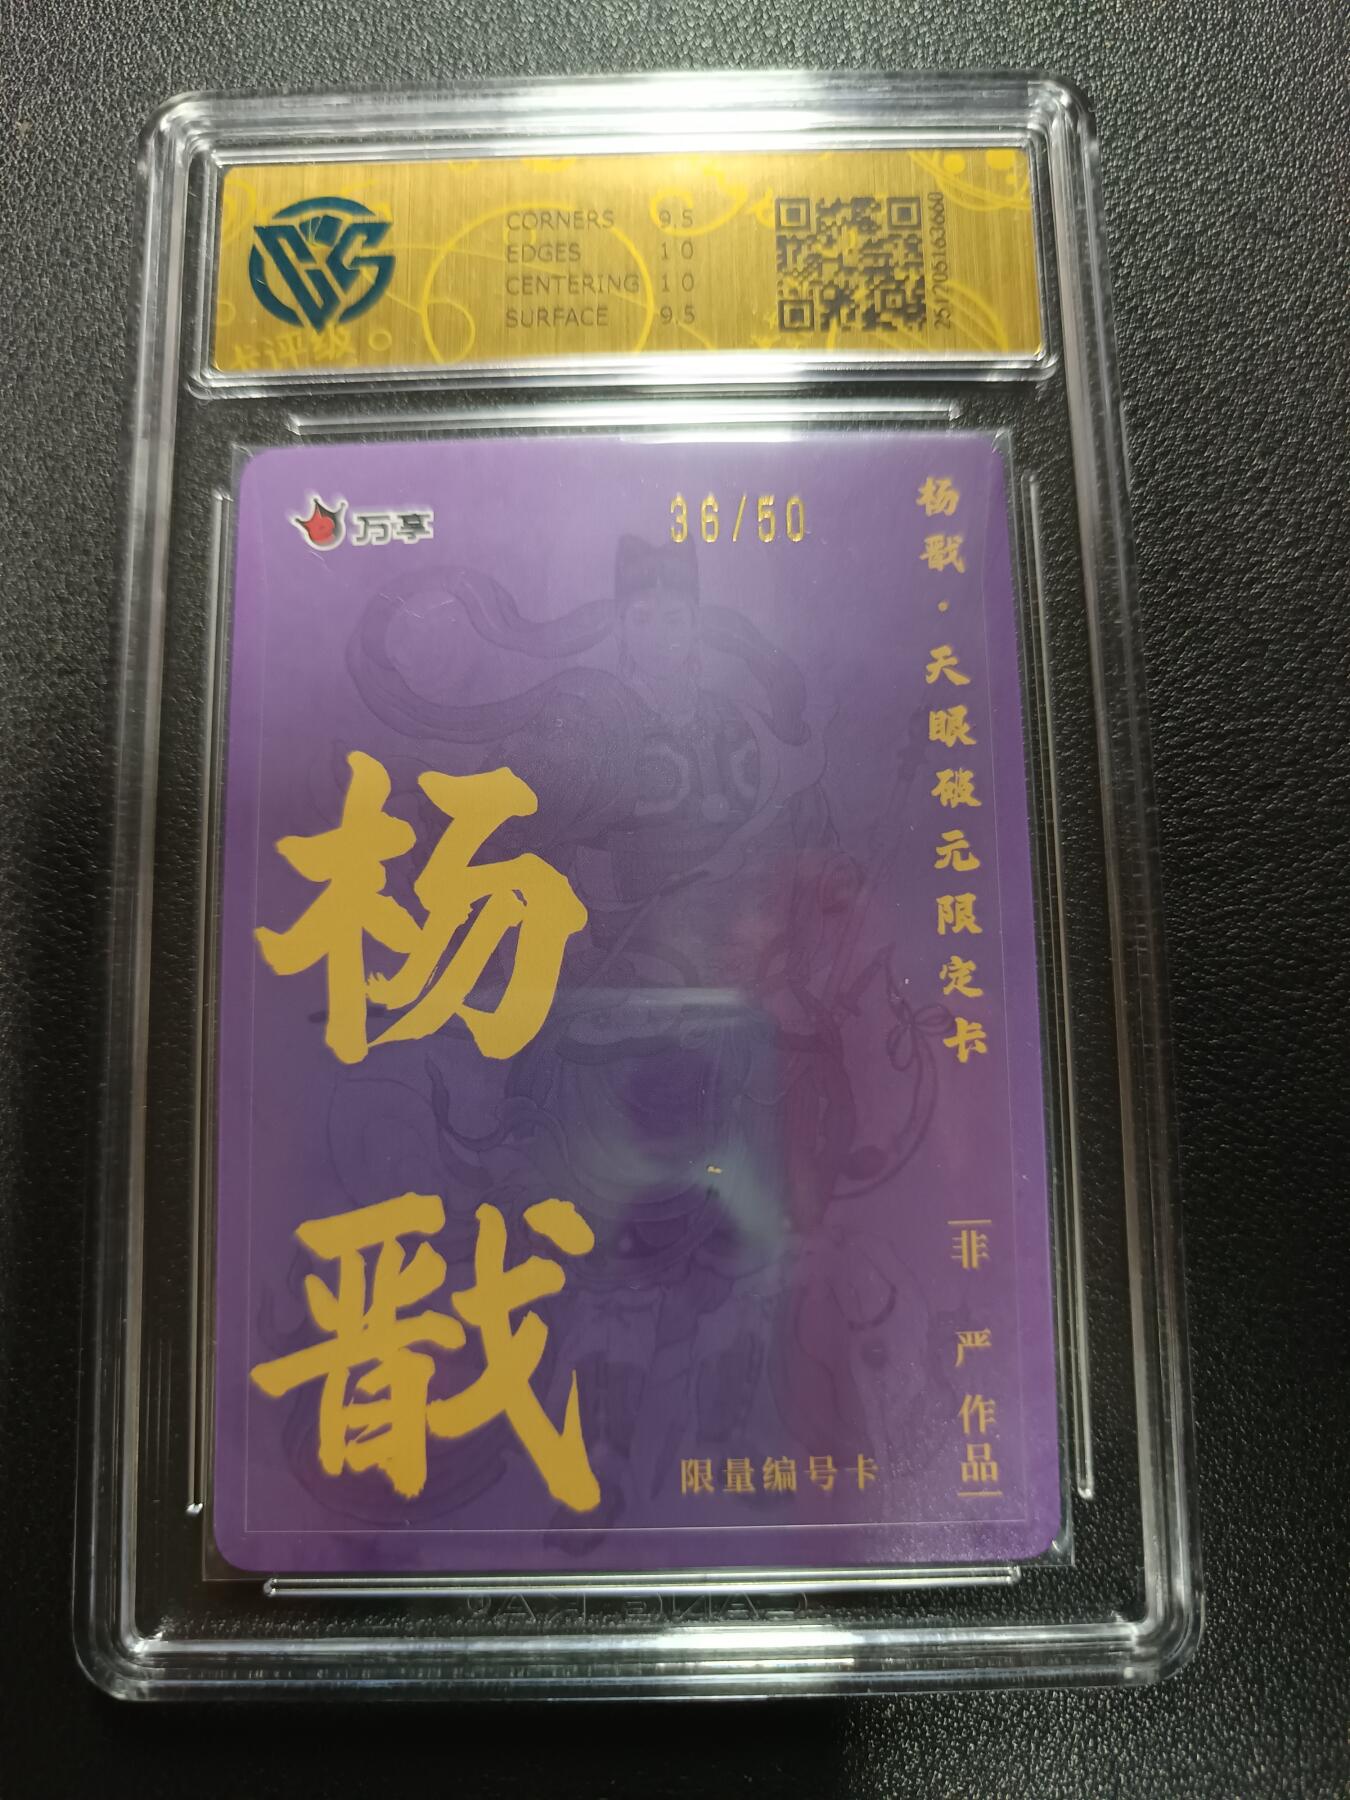 CORNERS 9.5
EDGES 10
CENTERING 10
SURFACE 9.5
251705163660
卡评级
万享
36/50
杨戬·天眼破元限定卡
杨戬
非严作品
限量编号卡